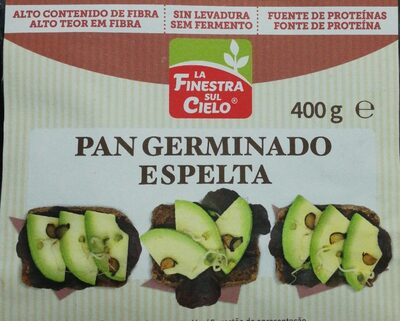 ALTO CONTENIDO DE FIBRA
ALTO TEOR EM FIBRA
SIN LEVADURA
SEM FERMENTO
FUENTE DE PROTEÍNAS
FONTE DE PROTEÍNA
LA
FINESTRA
SUL
CIELO®
400 g ℮
PAN GERMINADO
ESPELTA